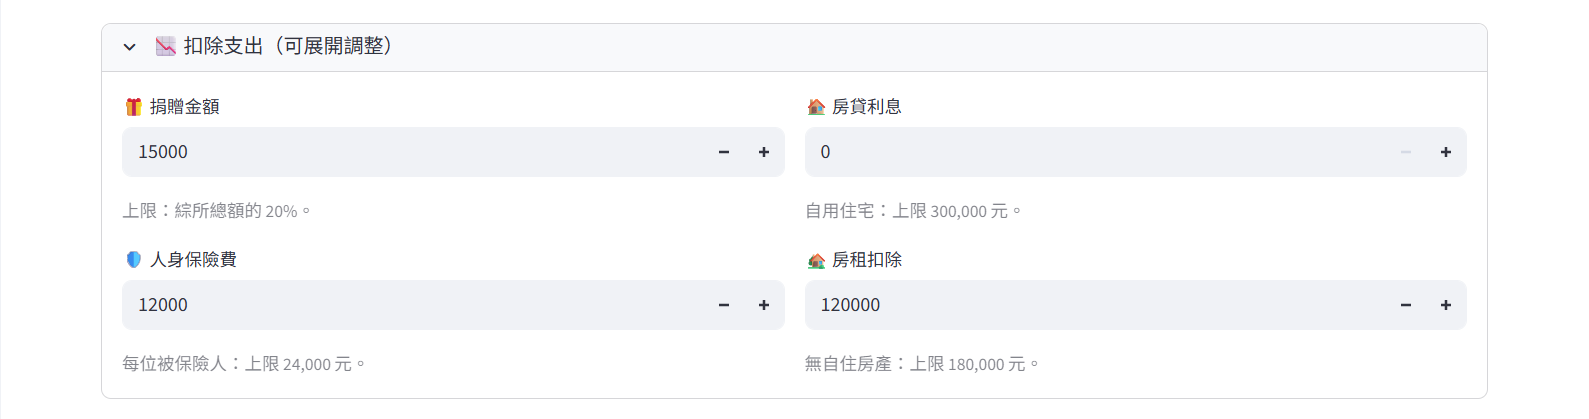 扣除支出（可展開調整）
捐贈金額
15000
上限：綜所總額的 20%。
人身保險費
12000
每位被保險人：上限 24,000 元。
房貸利息
0
自用住宅：上限 300,000 元。
房租扣除
120000
無自住房產：上限 180,000 元。